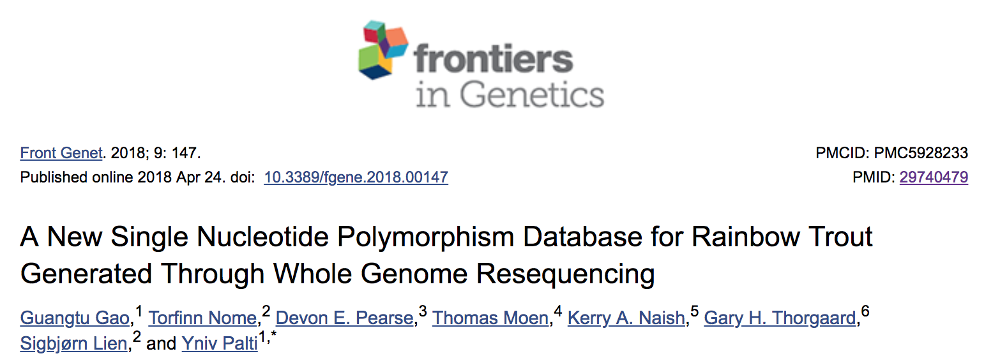 frontiers
in Genetics
Front Genet. 2018; 9: 147.
PMCID: PMC5928233
Published online 2018 Apr 24. doi: 10.3389/fgene.2018.00147
PMID: 29740479
A New Single Nucleotide Polymorphism Database for Rainbow Trout
Generated Through Whole Genome Resequencing
Guangtu Gao,1 Torfinn Nome,2 Devon E. Pearse,3 Thomas Moen,4 Kerry A. Naish,5 Gary H. Thorgaard,6
Sigbjørn Lien,2 and Yniv Palti1,*